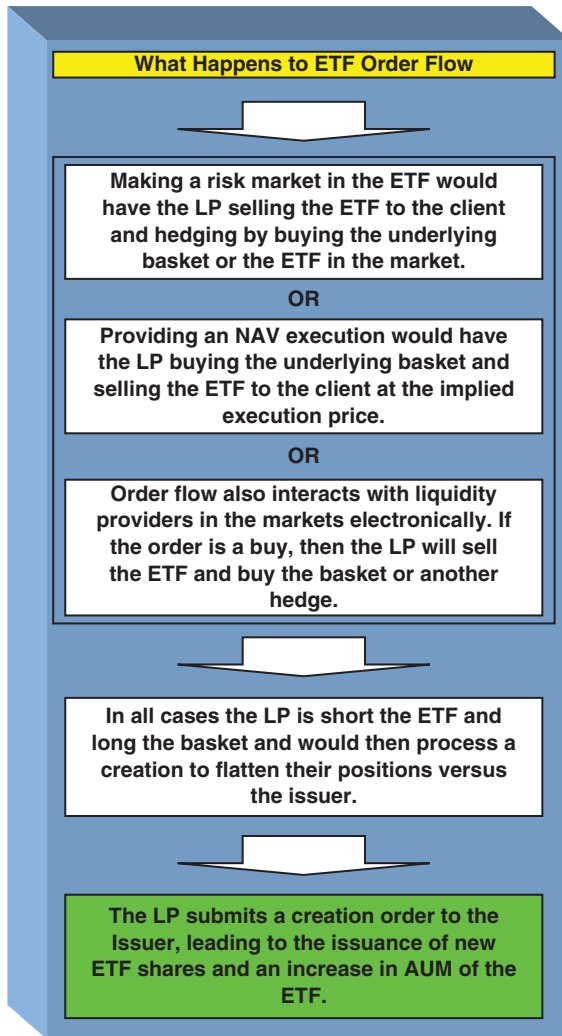 What Happens to ETF Order Flow
Making a risk market in the ETF would
have the LP selling the ETF to the client
and hedging by buying the underlying
basket or the ETF in the market.
OR
Providing an NAV execution would have
the LP buying the underlying basket and
selling the ETF to the client at the implied
execution price.
OR
Order flow also interacts with liquidity
providers in the markets electronically. If
the order is a buy, then the LP will sell
the ETF and buy the basket or another
hedge.
In all cases the LP is short the ETF and
long the basket and would then process a
creation to flatten their positions versus
the issuer.
The LP submits a creation order to the
Issuer, leading to the issuance of new
ETF shares and an increase in AUM of the
ETF.